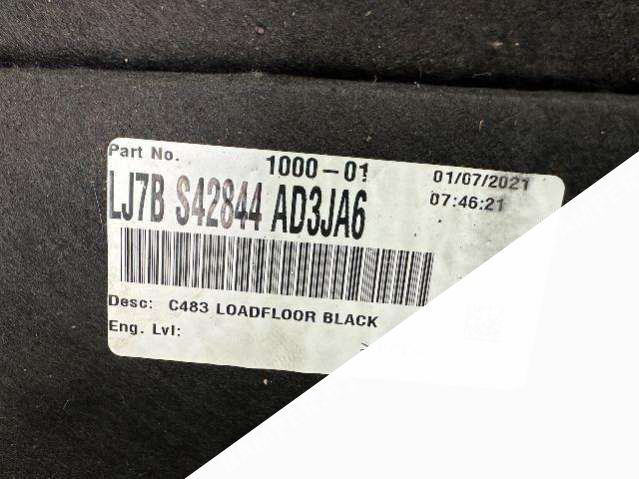 Part No.
1000-01
01/07/2021
LJ7B S42844 AD3JA6
07:46:21
Desc: C483 LOADFLOOR BLACK
Eng. Lvl: